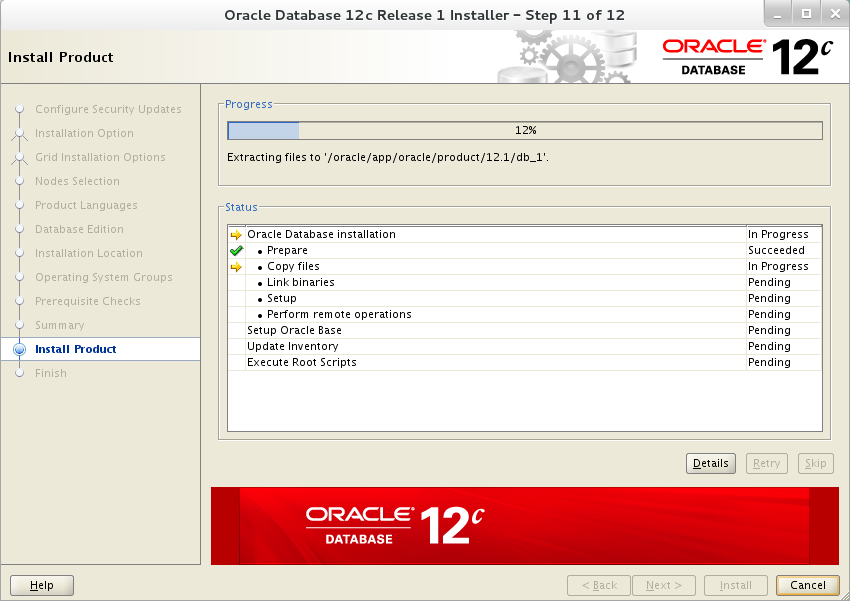 Oracle Database 12c Release 1 Installer – Step 11 of 12
Install Product
ORACLE
DATABASE
12c
Configure Security Updates
Installation Option
Grid Installation Options
Nodes Selection
Product Languages
Database Edition
Installation Location
Operating System Groups
Prerequisite Checks
Summary
Install Product
Finish
Progress
12%
Extracting files to '/oracle/app/oracle/product/12.1/db_1'.
Status
Oracle Database installation In Progress
• Prepare Succeeded
• Copy files In Progress
• Link binaries Pending
• Setup Pending
• Perform remote operations Pending
Setup Oracle Base Pending
Update Inventory Pending
Execute Root Scripts Pending
Details Retry Skip
ORACLE
DATABASE
12c
Help < Back Next > Install Cancel